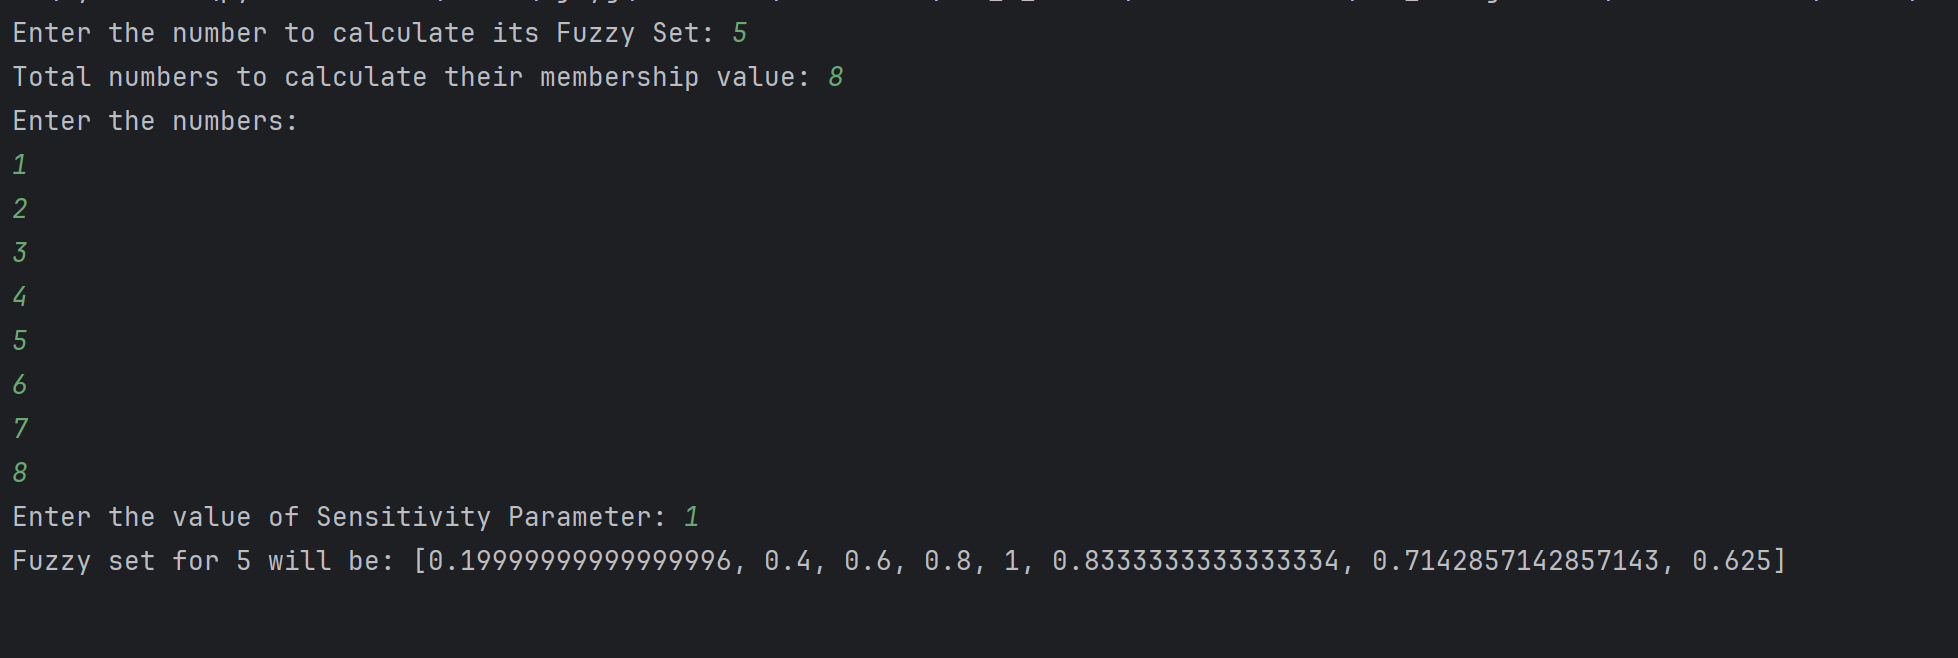 Enter the number to calculate its Fuzzy Set: 5
Total numbers to calculate their membership value: 8
Enter the numbers:
1
2
3
4
5
6
7
8
Enter the value of Sensitivity Parameter: 1
Fuzzy set for 5 will be: [0.19999999999999996, 0.4, 0.6, 0.8, 1, 0.8333333333333334, 0.7142857142857143, 0.625]